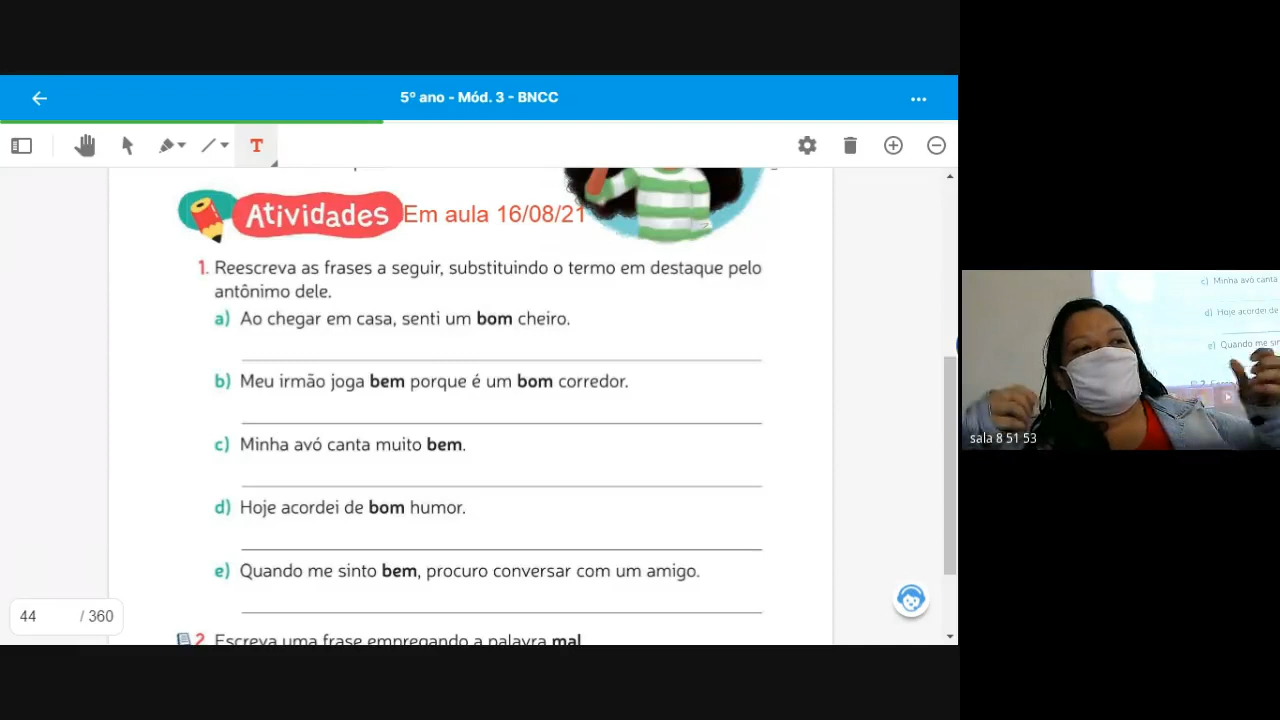 5º ano - Mód. 3 - BNCC
T
Atividades Em aula 16/08/21
1. Reescreva as frases a seguir, substituindo o termo em destaque pelo
antônimo dele.
a) Ao chegar em casa, senti um bom cheiro.
b) Meu irmão joga bem porque é um bom corredor.
c) Minha avó canta muito bem.
d) Hoje acordei de bom humor.
e) Quando me sinto bem, procuro conversar com um amigo.
44 / 360
2 Escreva uma frase empregando a palavra mal
c) Minha avó canta
d) Hoje acordei de
e) Quando me sin
sala 8 51 53